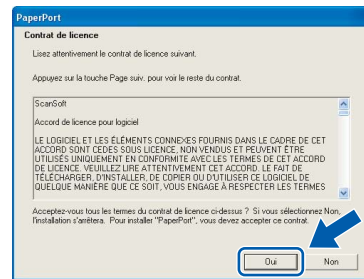 PaperPort
Contrat de licence
Lisez attentivement le contrat de licence suivant.
Appuyez sur la touche Page suiv. pour voir le reste du contrat.
ScanSoft
Accord de licence pour logiciel
LE LOGICIEL ET LES ÉLÉMENTS CONNEXES FOURNIS DANS LE CADRE DE CET
ACCORD SONT CEDES SOUS LICENCE, NON VENDUS ET PEUVENT ÊTRE
UTILISÉS UNIQUEMENT EN CONFORMITE AVEC LES TERMES DE CET ACCORD
DE LICENCE. VEUILLEZ LIRE ATTENTIVEMENT CET ACCORD. LE FAIT DE
TÉLÉCHARGER, D'INSTALLER, DE COPIER OU D'UTILISER CE LOGICIEL, DE
QUELQUE MANIÈRE QUE CE SOIT, VOUS ENGAGE À RESPECTER LES TERMES
Acceptez-vous tous les termes du contrat de licence ci-dessus ? Si vous sélectionnez Non,
l'installation s'arrêtera. Pour installer "PaperPort", vous devez accepter ce contrat.
Oui
Non